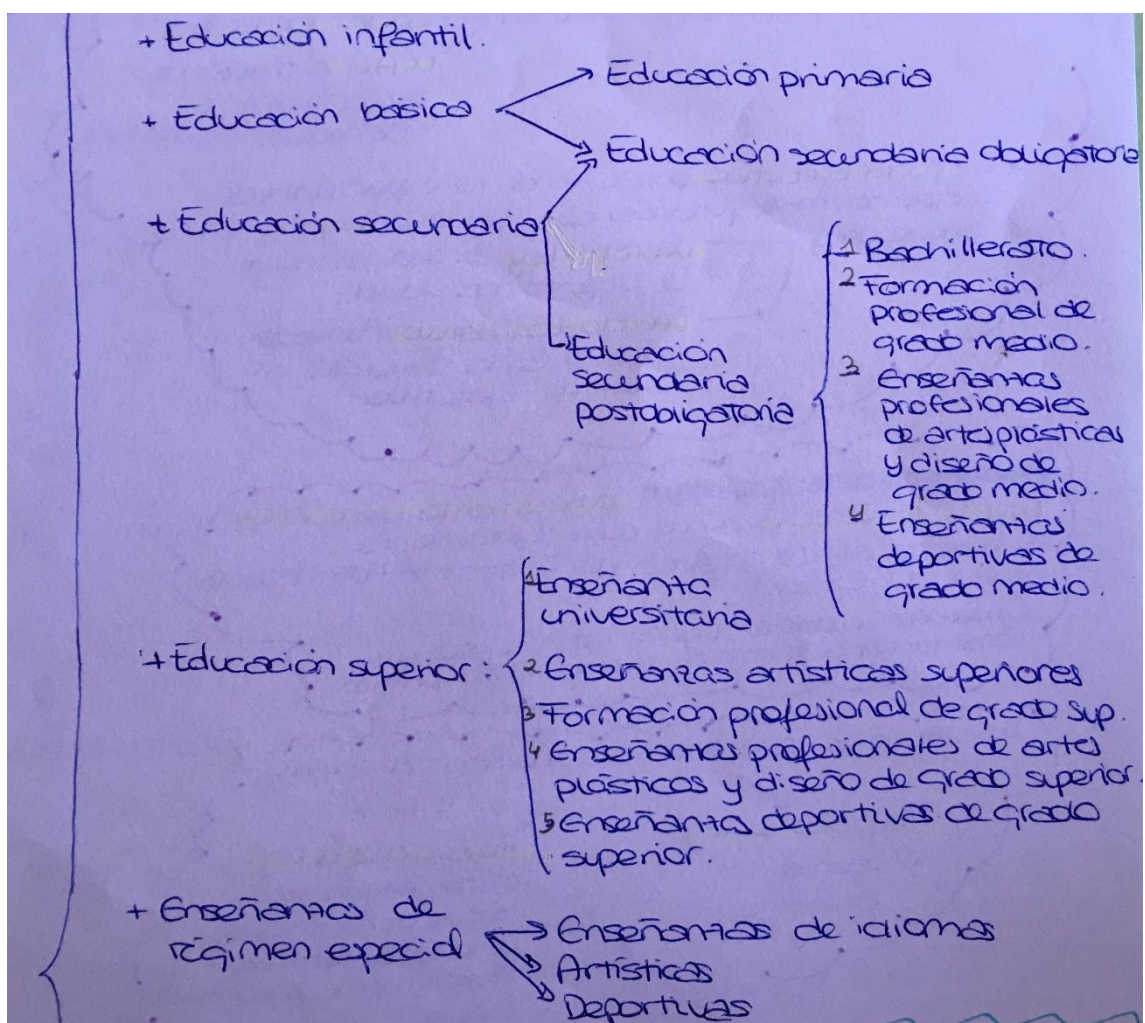 + Educación infantil.
+ Educación básica
Educación primaria
Educación secundaria obligatoria
+ Educación secundaria
Educación
secundaria
postobligatoria
1 Bachillerato.
2 Formación
profesional de
grado medio.
3 Enseñanzas
profesionales
de artes plásticas
y diseño de
grado medio.
4 Enseñanzas
deportivas de
grado medio.
+ Educación superior:
1 Enseñanza
universitaria
2 Enseñanzas artísticas superiores
3 Formación profesional de grado sup.
4 Enseñanzas profesionales de artes
plásticas y diseño de grado superior.
5 Enseñanzas deportivas de grado
superior.
+ Enseñanzas de
régimen especial
Enseñanzas de idiomas
Artísticas
Deportivas